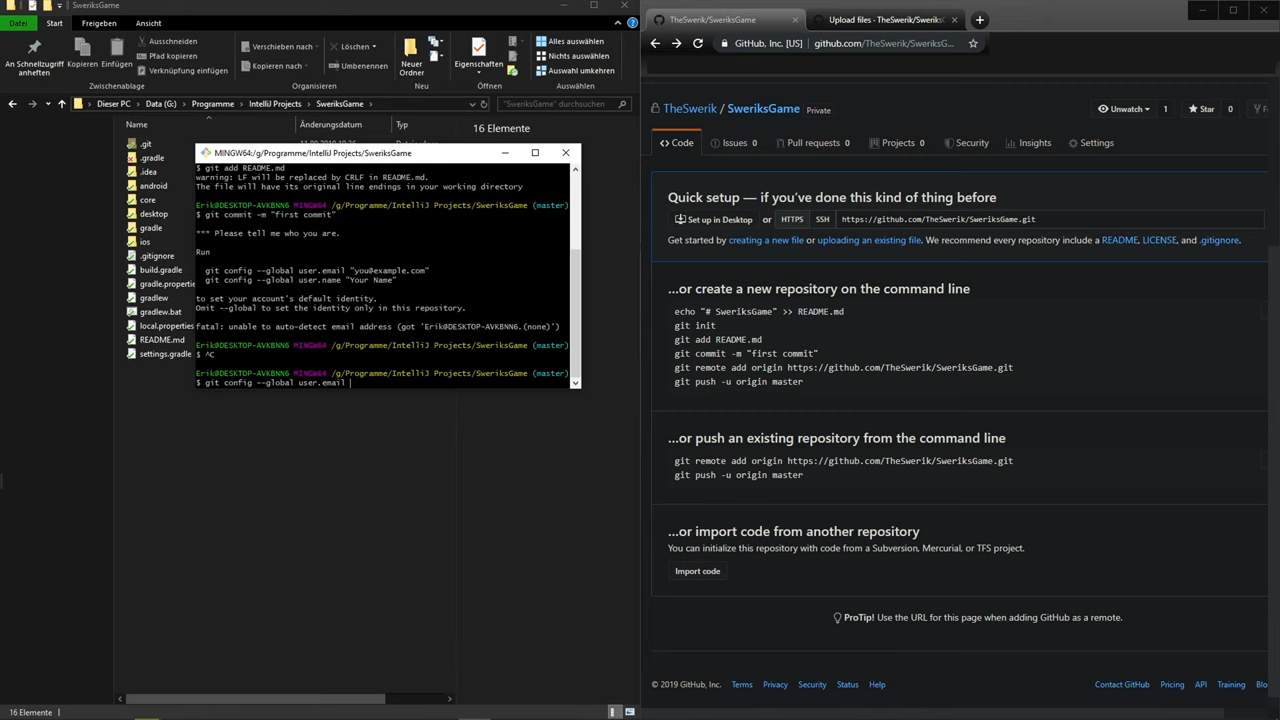 SweriksGame
Datei
Start
Freigeben
Ansicht
An Schnellzugriff
anheften
Kopieren
Einfügen
Ausschneiden
Pfad kopieren
Verknüpfung einfügen
Zwischenablage
Verschieben nach
Kopieren nach
Löschen
Umbenennen
Organisieren
Neuer
Ordner
Neu
Eigenschaften
Öffnen
Alles auswählen
Nichts auswählen
Auswahl umkehren
Auswählen
Dieser PC > Data (G:) > Programme > IntelliJ Projects > SweriksGame >
"SweriksGame" durchsuchen
Name
Änderungsdatum
Typ
16 Elemente
.git
.gradle
.idea
android
core
desktop
gradle
ios
.gitignore
build.gradle
gradle.properti
gradlew
gradlew.bat
local.properties
README.md
settings.gradle
MINGW64:/g/Programme/IntelliJ Projects/SweriksGame
$ git add README.md
warning: LF will be replaced by CRLF in README.md.
The file will have its original line endings in your working directory
Erik@DESKTOP-AVKBNN6 MINGW64 /g/Programme/IntelliJ Projects/SweriksGame (master)
$ git commit -m "first commit"
*** Please tell me who you are.
Run
git config --global user.email "you@example.com"
git config --global user.name "Your Name"
to set your account's default identity.
Omit --global to set the identity only in this repository.
fatal: unable to auto-detect email address (got 'Erik@DESKTOP-AVKBNN6.(none)')
Erik@DESKTOP-AVKBNN6 MINGW64 /g/Programme/IntelliJ Projects/SweriksGame (master)
$ ^C
Erik@DESKTOP-AVKBNN6 MINGW64 /g/Programme/IntelliJ Projects/SweriksGame (master)
$ git config --global user.email
16 Elemente
TheSwerik/SweriksGame
Upload files - TheSwerik/Sweriks
GitHub, Inc. [US] | github.com/TheSwerik/SweriksG...
TheSwerik / SweriksGame Private
Unwatch 1
Star 0
Code
Issues 0
Pull requests 0
Projects 0
Security
Insights
Settings
Quick setup — if you've done this kind of thing before
Set up in Desktop or HTTPS SSH https://github.com/TheSwerik/SweriksGame.git
Get started by creating a new file or uploading an existing file. We recommend every repository include a README, LICENSE, and .gitignore.
...or create a new repository on the command line
echo "# SweriksGame" >> README.md
git init
git add README.md
git commit -m "first commit"
git remote add origin https://github.com/TheSwerik/SweriksGame.git
git push -u origin master
...or push an existing repository from the command line
git remote add origin https://github.com/TheSwerik/SweriksGame.git
git push -u origin master
...or import code from another repository
You can initialize this repository with code from a Subversion, Mercurial, or TFS project.
Import code
ProTip! Use the URL for this page when adding GitHub as a remote.
© 2019 GitHub, Inc. Terms Privacy Security Status Help
Contact GitHub Pricing API Training Blo